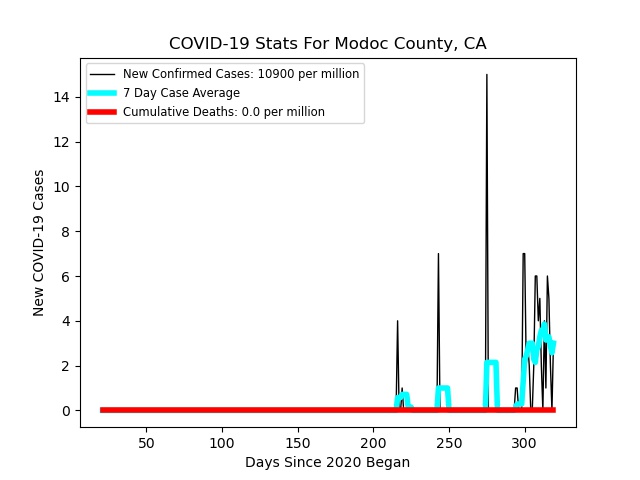 COVID-19 Stats For Modoc County, CA
New Confirmed Cases: 10900 per million
7 Day Case Average
Cumulative Deaths: 0.0 per million
New COVID-19 Cases
14
12
10
8
6
4
2
0
50 100 150 200 250 300
Days Since 2020 Began